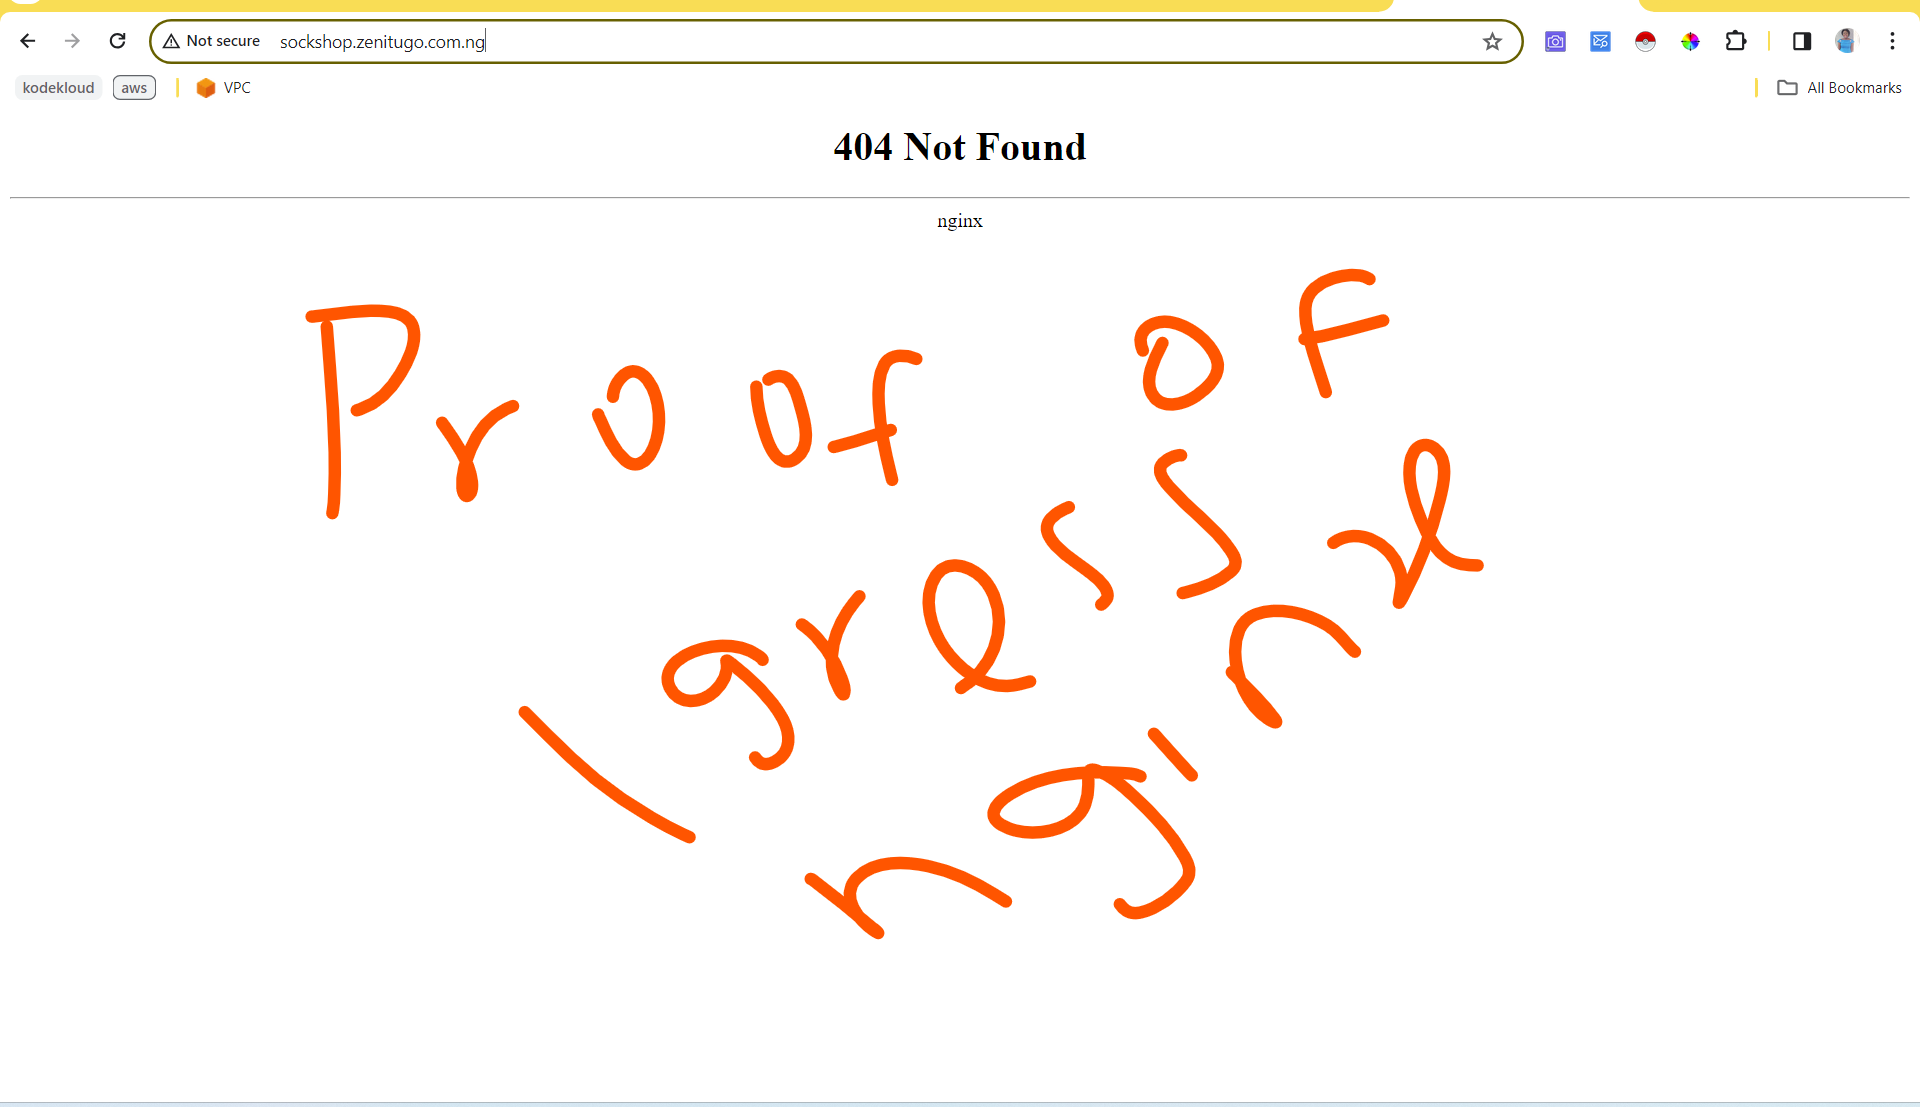 Not secure sockshop.zenitugo.com.ng
kodekloud aws VPC All Bookmarks
404 Not Found
nginx
Proof of
Igress
nginx